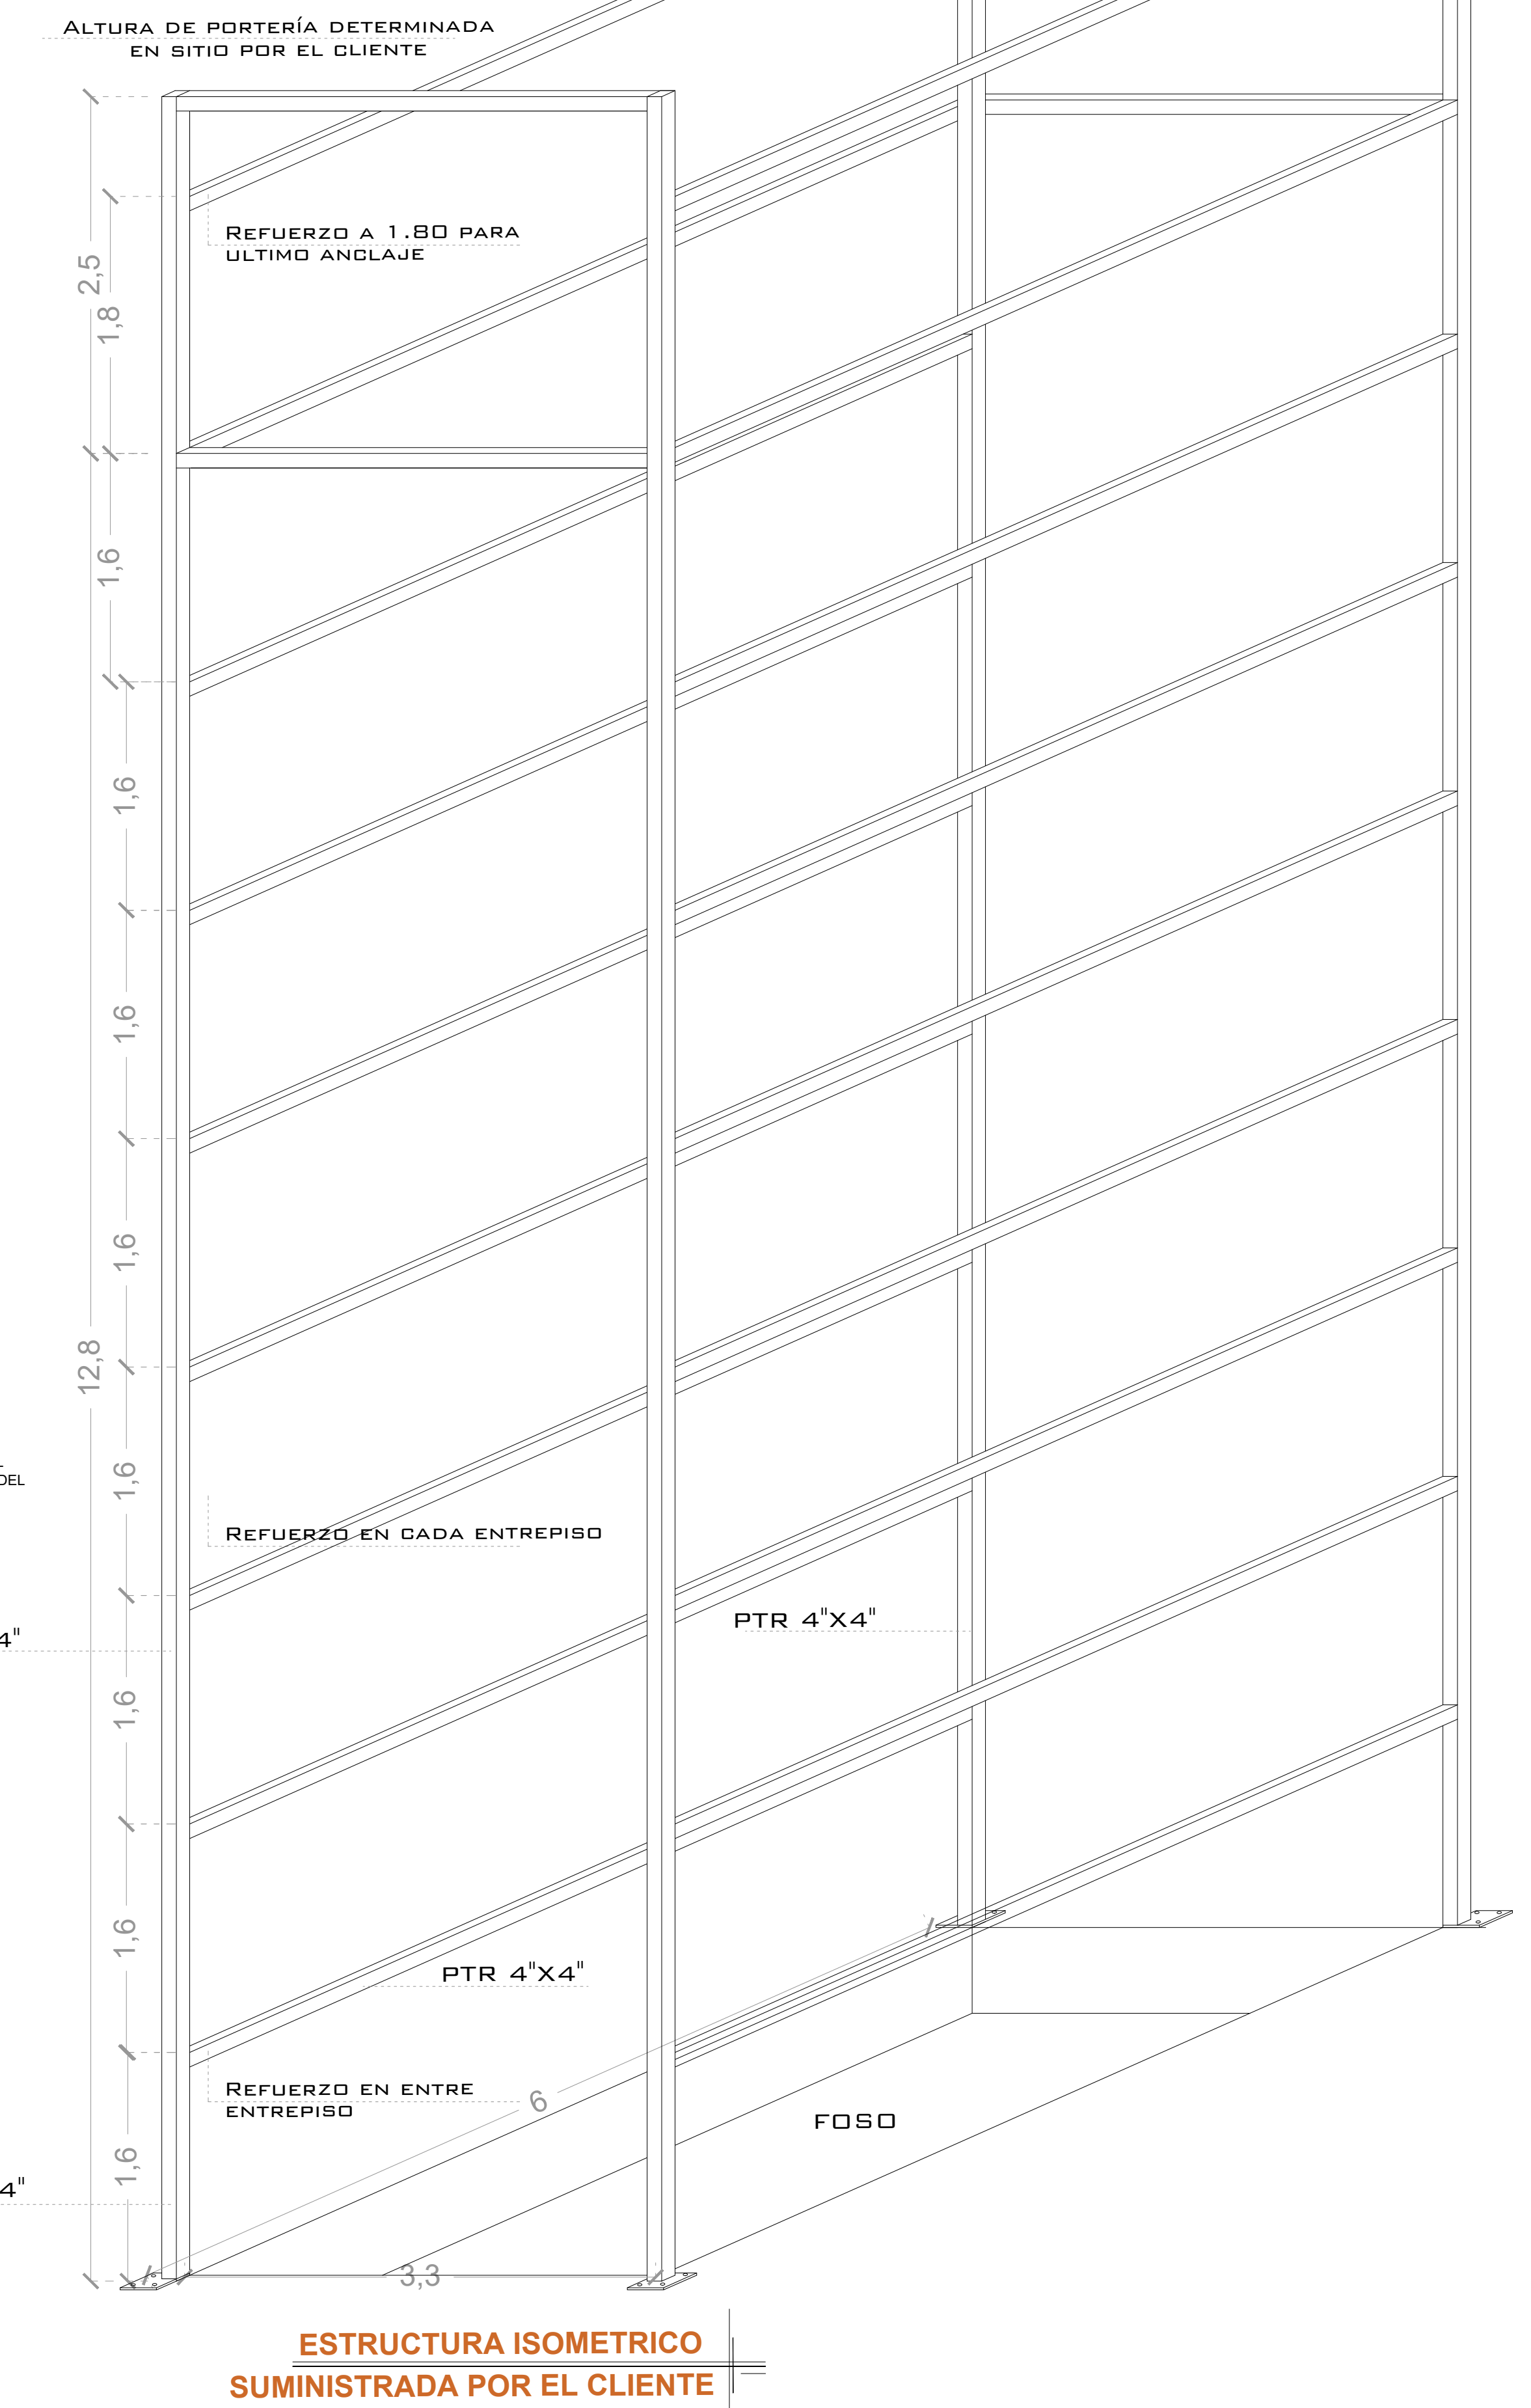 ALTURA DE PORTERÍA DETERMINADA
EN SITIO POR EL CLIENTE
REFUERZO A 1.80 PARA
ULTIMO ANCLAJE
2,5
1,8
1,6
1,6
1,6
1,6
12,8
1,6
DEL
REFUERZO EN CADA ENTREPISO
4"
PTR 4"X4"
1,6
1,6
PTR 4"X4"
REFUERZO EN ENTRE
ENTREPISO
6
FOSO
1,6
4"
3,3
ESTRUCTURA ISOMETRICO
SUMINISTRADA POR EL CLIENTE